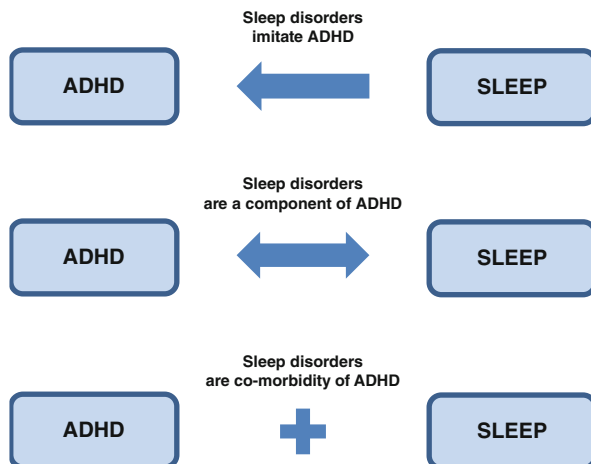 Sleep disorders
imitate ADHD
ADHD
SLEEP
Sleep disorders
are a component of ADHD
ADHD
SLEEP
Sleep disorders
are co-morbidity of ADHD
ADHD
SLEEP